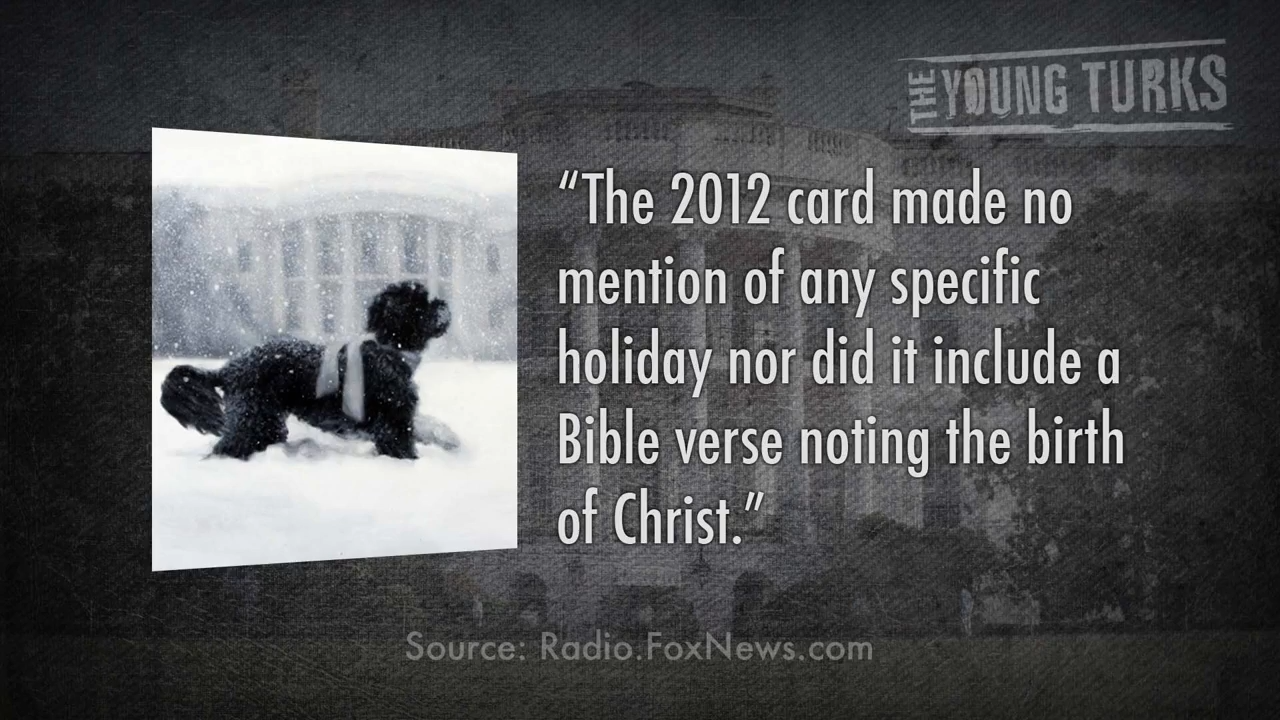 THE YOUNG TURKS
“The 2012 card made no
mention of any specific
holiday nor did it include a
Bible verse noting the birth
of Christ.”
Source: Radio.FoxNews.com